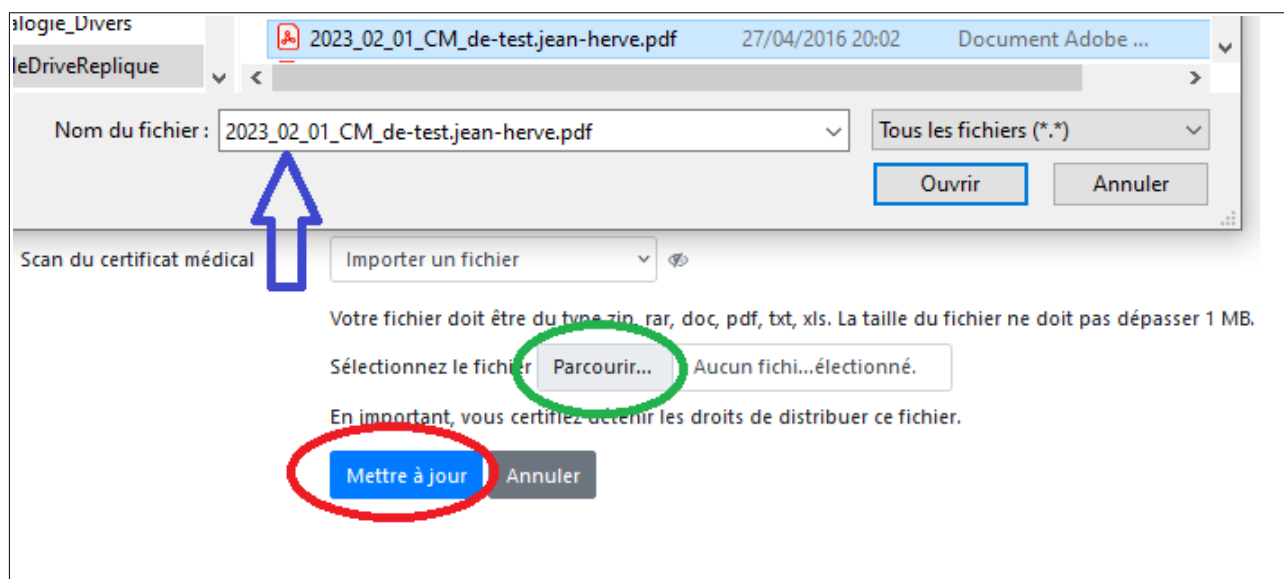 alogie_Divers
2023_02_01_CM_de-test.jean-herve.pdf 27/04/2016 20:02 Document Adobe ...
leDriveReplique
Nom du fichier : 2023_02_01_CM_de-test.jean-herve.pdf Tous les fichiers (*.*)
Ouvrir Annuler
Scan du certificat médical Importer un fichier
Votre fichier doit être du type zip, rar, doc, pdf, txt, xls. La taille du fichier ne doit pas dépasser 1 MB.
Sélectionnez le fichier Parcourir... Aucun fichi...électionné.
En important, vous certifiez détenir les droits de distribuer ce fichier.
Mettre à jour Annuler